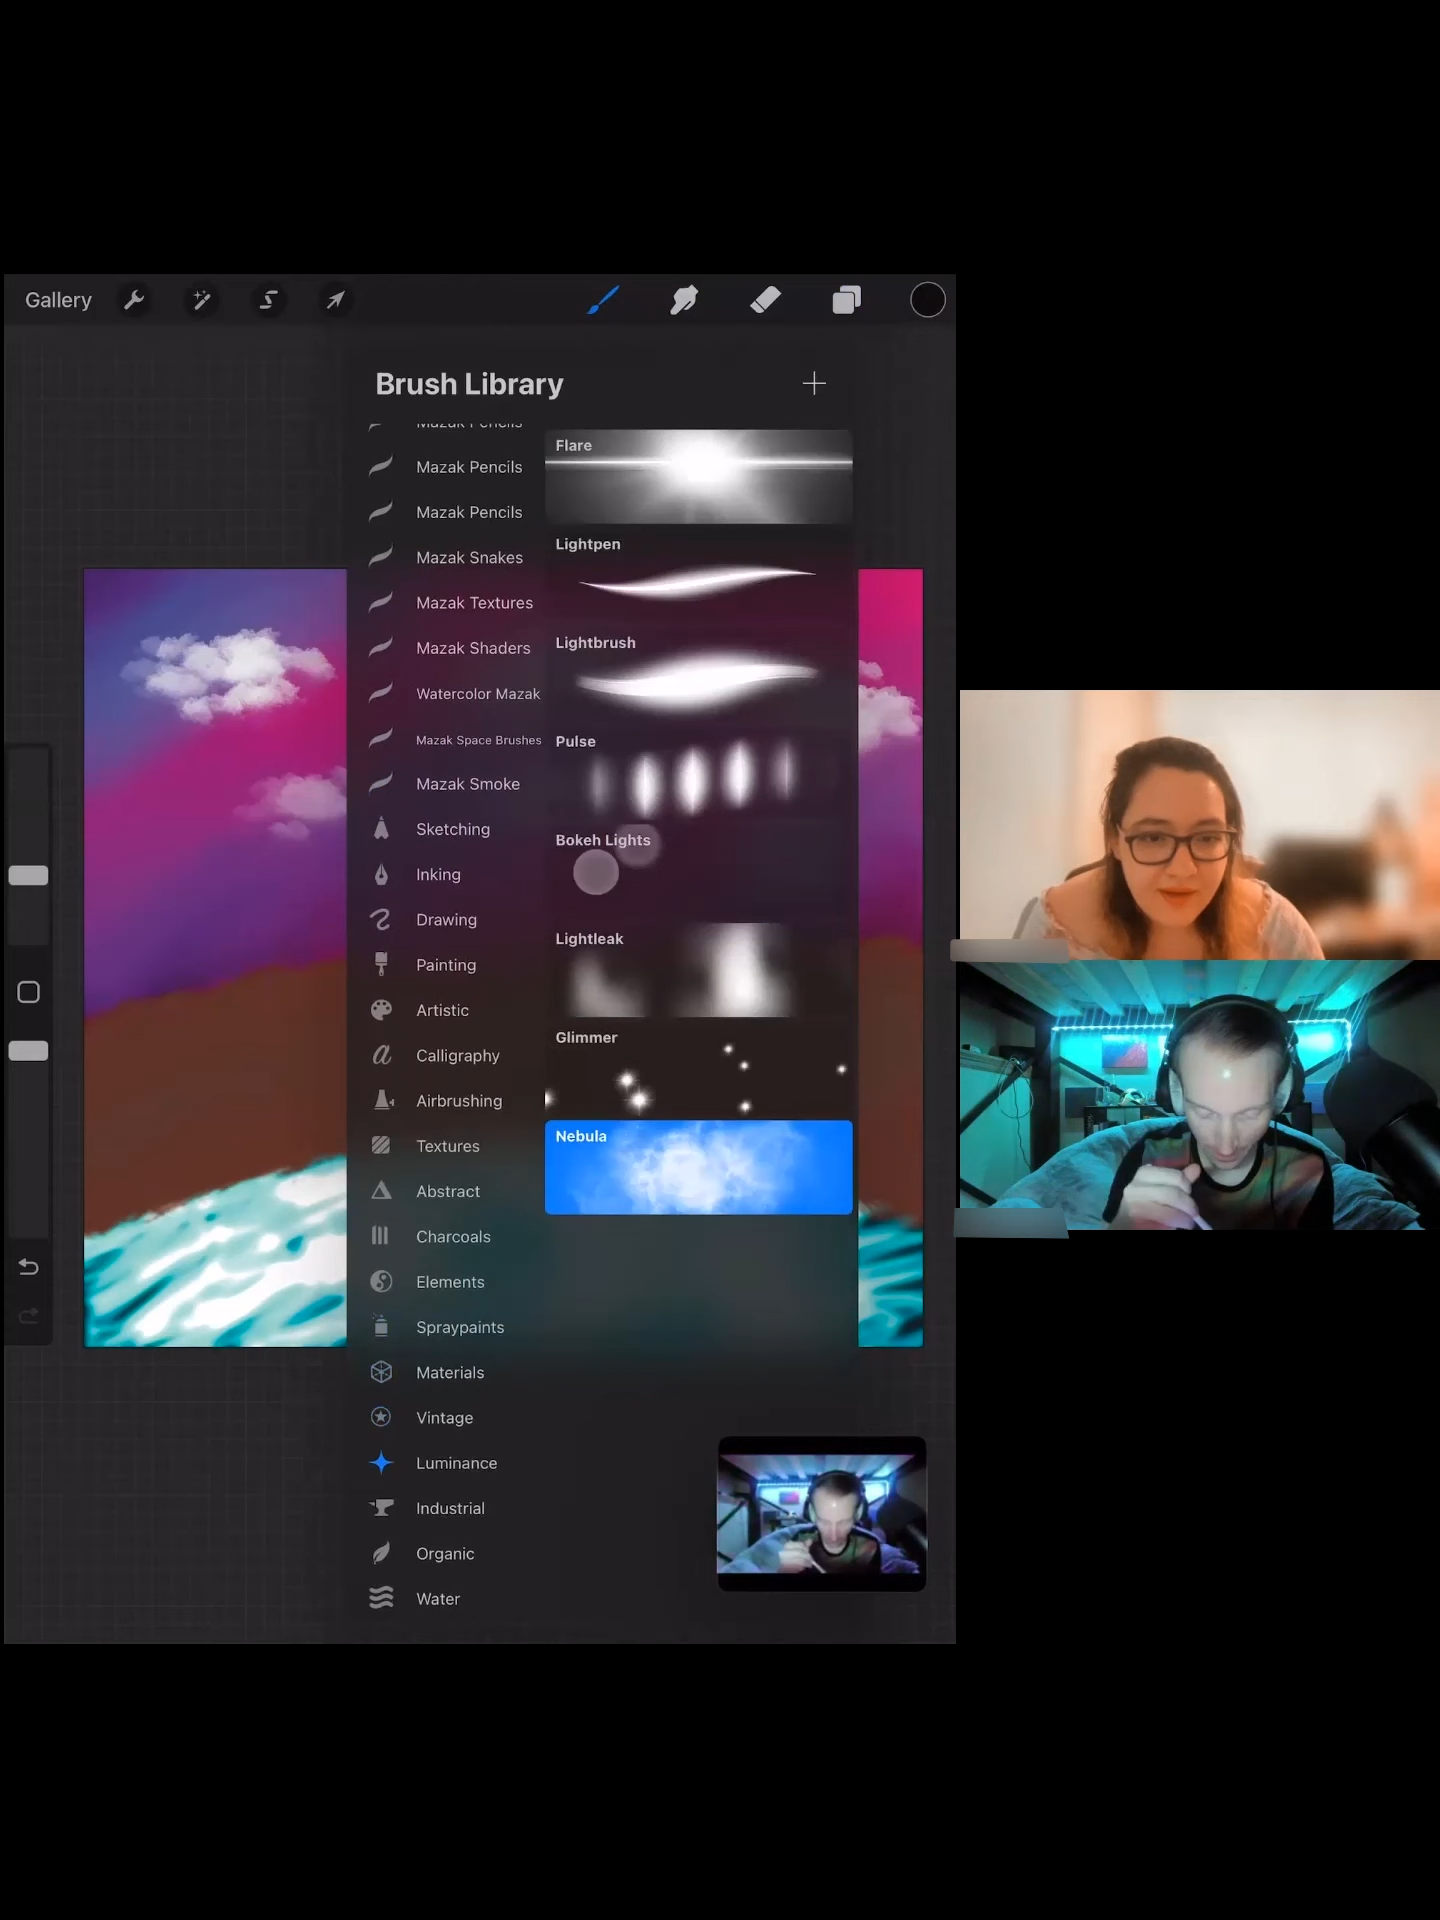 Gallery
Brush Library
Mazak Pencils
Mazak Pencils
Mazak Pencils
Mazak Snakes
Mazak Textures
Mazak Shaders
Watercolor Mazak
Mazak Space Brushes
Mazak Smoke
Sketching
Inking
Drawing
Painting
Artistic
Calligraphy
Airbrushing
Textures
Abstract
Charcoals
Elements
Spraypaints
Materials
Vintage
Luminance
Industrial
Organic
Water
Flare
Lightpen
Lightbrush
Pulse
Bokeh Lights
Lightleak
Glimmer
Nebula